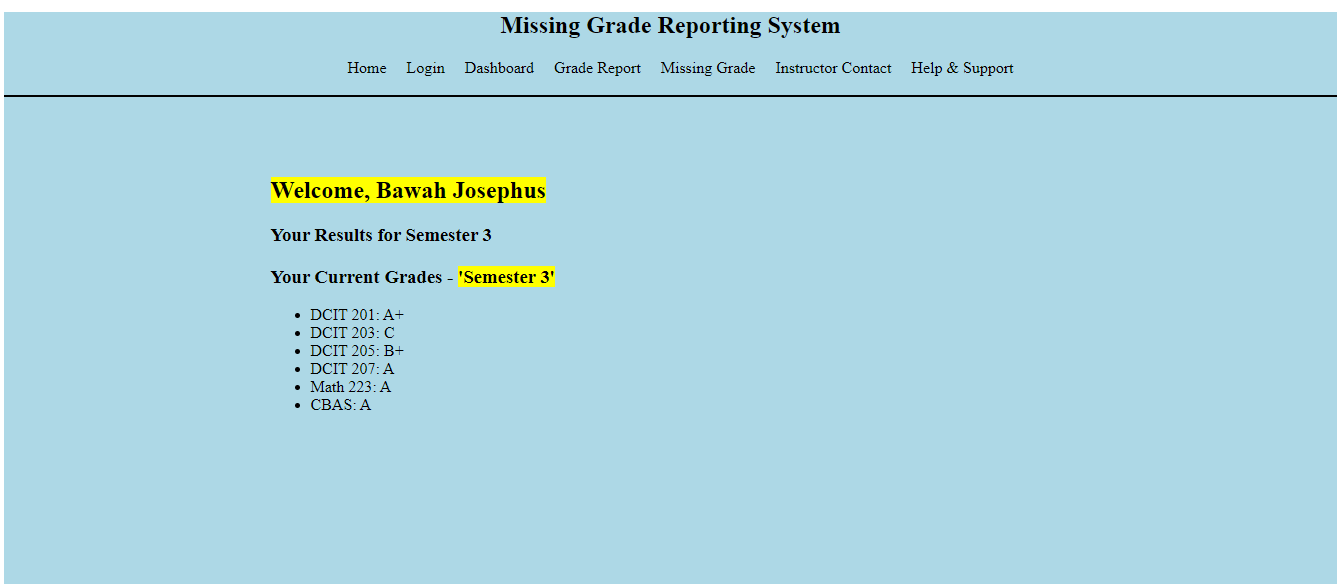 Missing Grade Reporting System
Home Login Dashboard Grade Report Missing Grade Instructor Contact Help & Support
Welcome, Bawah Josephus
Your Results for Semester 3
Your Current Grades - 'Semester 3'
• DCIT 201: A+
• DCIT 203: C
• DCIT 205: B+
• DCIT 207: A
• Math 223: A
• CBAS: A